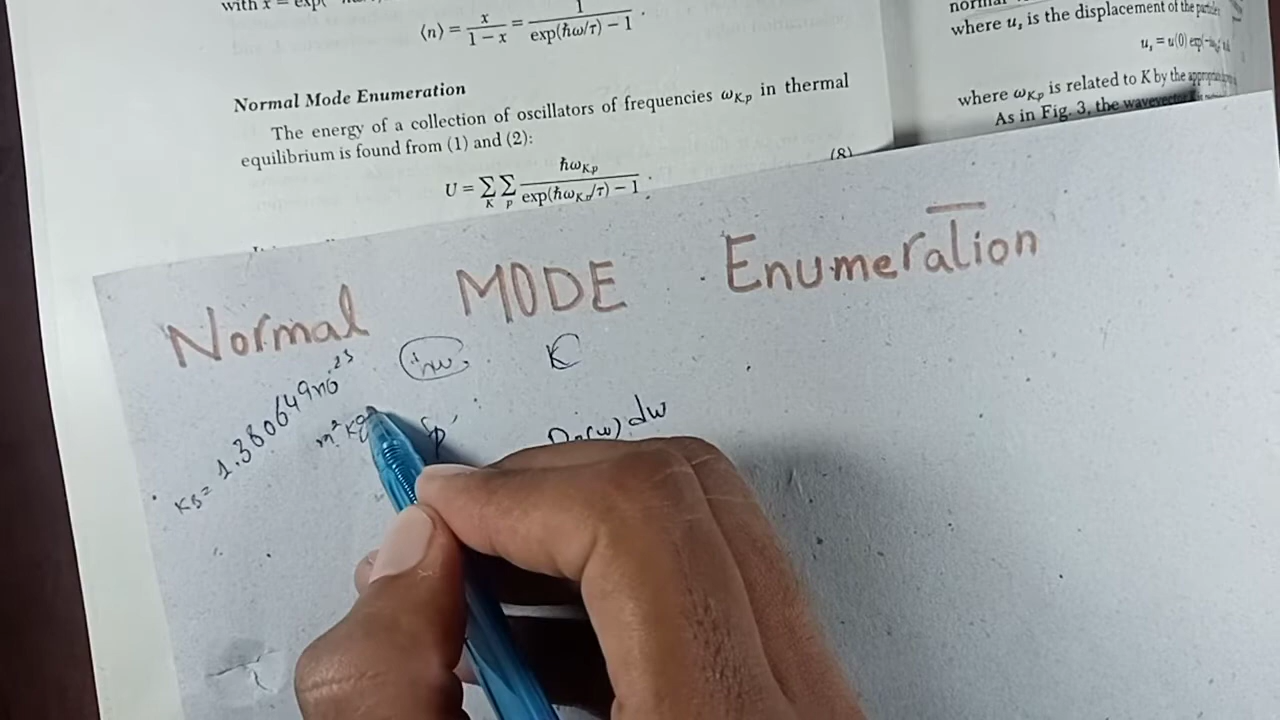 with x = exp(
⟨n⟩ = x/(1 − x) = 1/(exp(ħω/τ) − 1) .
Normal Mode Enumeration
The energy of a collection of oscillators of frequencies ω_Kp in thermal
equilibrium is found from (1) and (2):
U = Σ_K Σ_p ħω_Kp/(exp(ħω_Kp/τ) − 1) .
(8)
normal
where u_s is the displacement of the particles
u_s = u(0) exp(−iω_K
where ω_Kp is related to K by the
As in Fig. 3, the wavevector
Normal MODE Enumeration
ħω K
K_B = 1.380649x10^23
m² kg
p
D_p(ω) dω